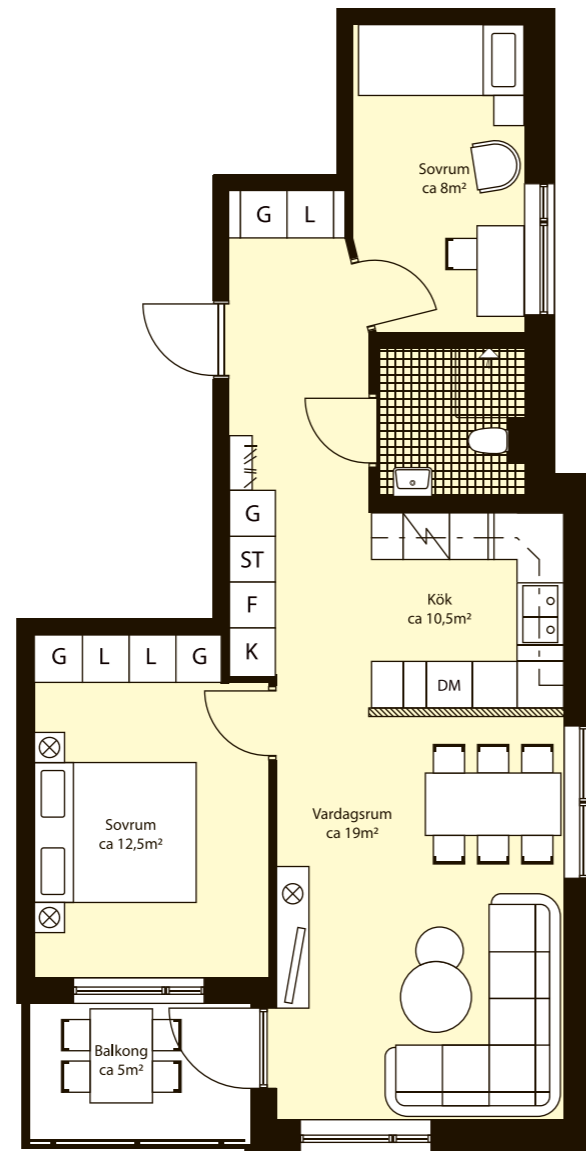 Sovrum
ca 8m²
G L
G
ST
F
K
Kök
ca 10,5m²
DM
G L L G
Sovrum
ca 12,5m²
Vardagsrum
ca 19m²
Balkong
ca 5m²